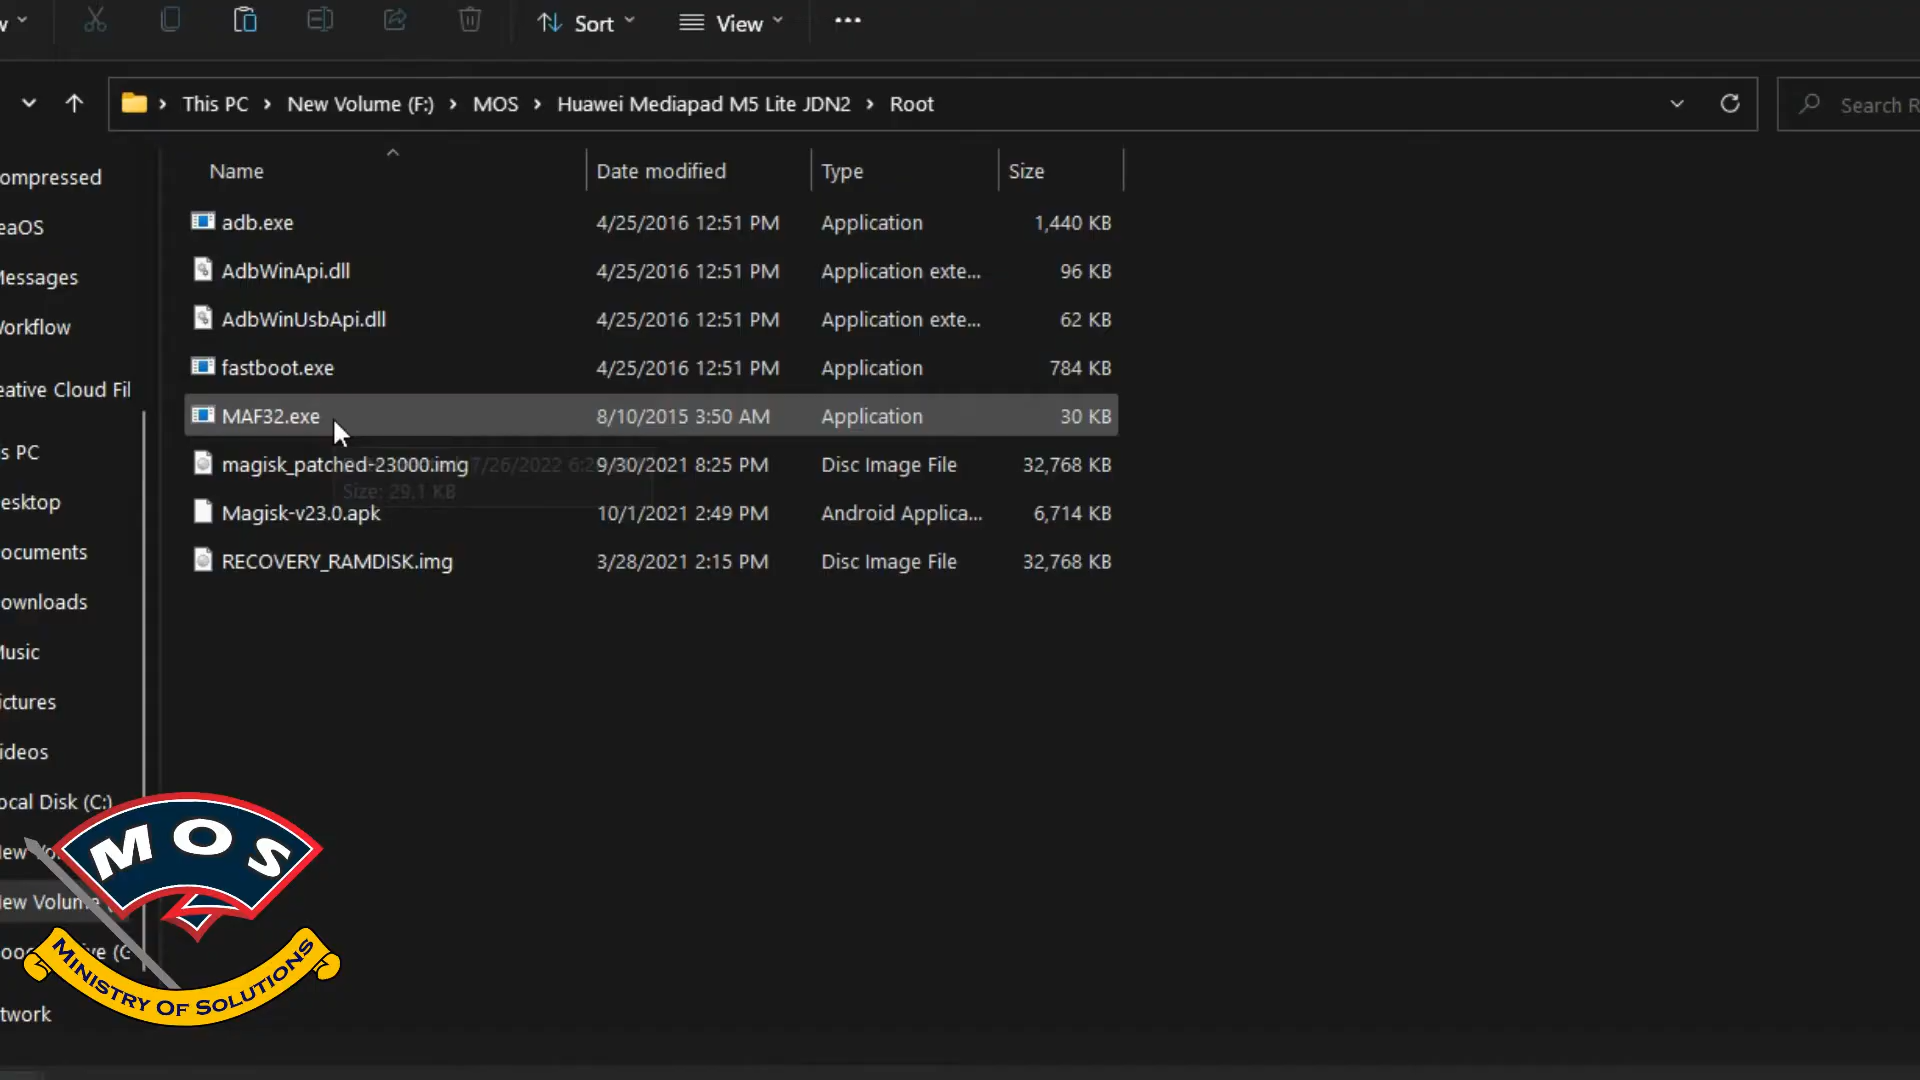 Sort
View
This PC > New Volume (F:) > MOS > Huawei Mediapad M5 Lite JDN2 > Root
Search R
Name Date modified Type Size
adb.exe 4/25/2016 12:51 PM Application 1,440 KB
AdbWinApi.dll 4/25/2016 12:51 PM Application exte... 96 KB
AdbWinUsbApi.dll 4/25/2016 12:51 PM Application exte... 62 KB
fastboot.exe 4/25/2016 12:51 PM Application 784 KB
MAF32.exe 8/10/2015 3:50 AM Application 30 KB
magisk_patched-23000.img 9/30/2021 8:25 PM Disc Image File 32,768 KB
Size: 29.1 KB
Magisk-v23.0.apk 10/1/2021 2:49 PM Android Applica... 6,714 KB
RECOVERY_RAMDISK.img 3/28/2021 2:15 PM Disc Image File 32,768 KB
ompressed
eaOS
Messages
Workflow
eative Cloud Fil
is PC
esktop
ocuments
ownloads
Music
ictures
ideos
ocal Disk (C:)
ew Volume
twork
MOS
MINISTRY OF SOLUTIONS